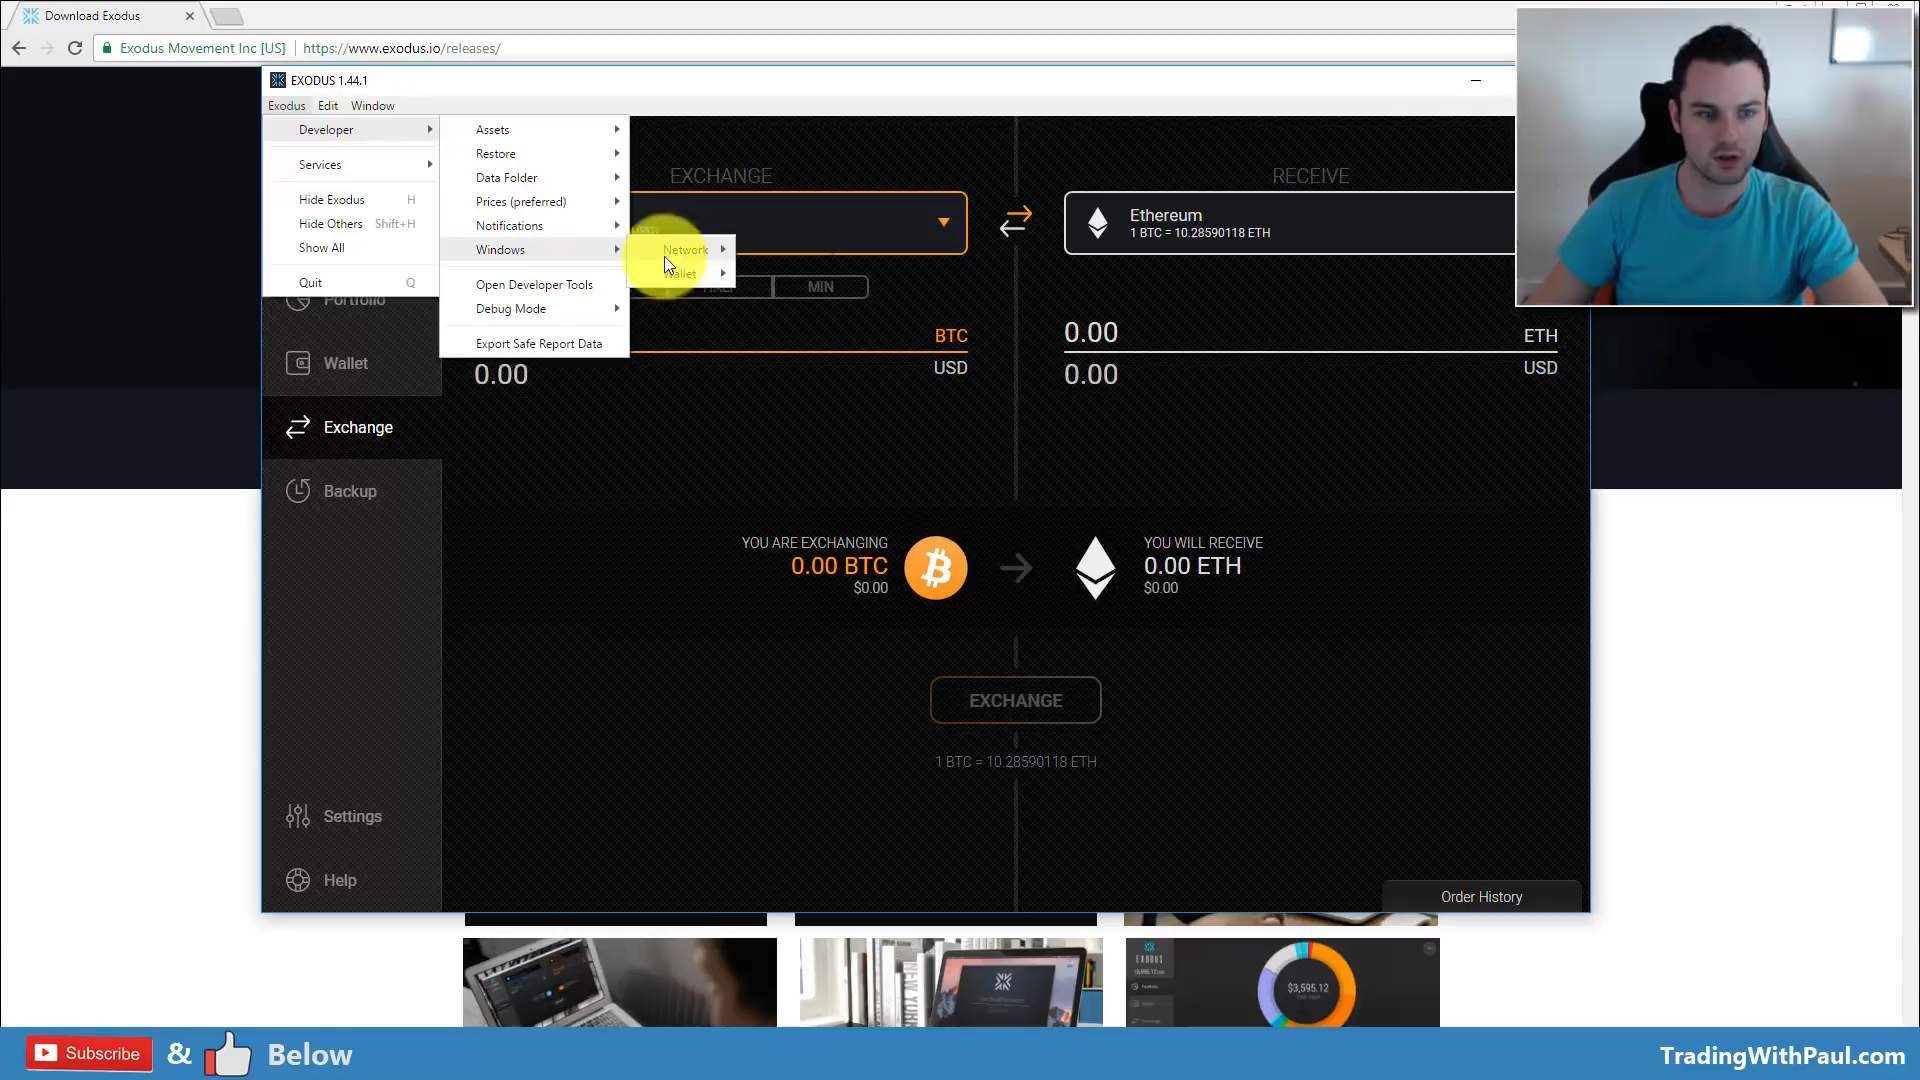 Download Exodus
Exodus Movement Inc [US]
https://www.exodus.io/releases/
EXODUS 1.44.1
Exodus Edit Window
Developer
Services
Hide Exodus H
Hide Others Shift+H
Show All
Quit Q
Assets
Restore
Data Folder
Prices (preferred)
Notifications
Windows
Open Developer Tools
Debug Mode
Export Safe Report Data
Network
Wallet
EXCHANGE
RECEIVE
Ethereum
1 BTC = 10.28590118 ETH
MIN
BTC
0.00
USD
0.00
ETH
0.00
USD
Portfolio
Wallet
Exchange
Backup
Settings
Help
YOU ARE EXCHANGING
0.00 BTC
$0.00
YOU WILL RECEIVE
0.00 ETH
$0.00
EXCHANGE
1 BTC = 10.28590118 ETH
Order History
EXODUS
$3,595.12
Subscribe
&
Below
TradingWithPaul.com